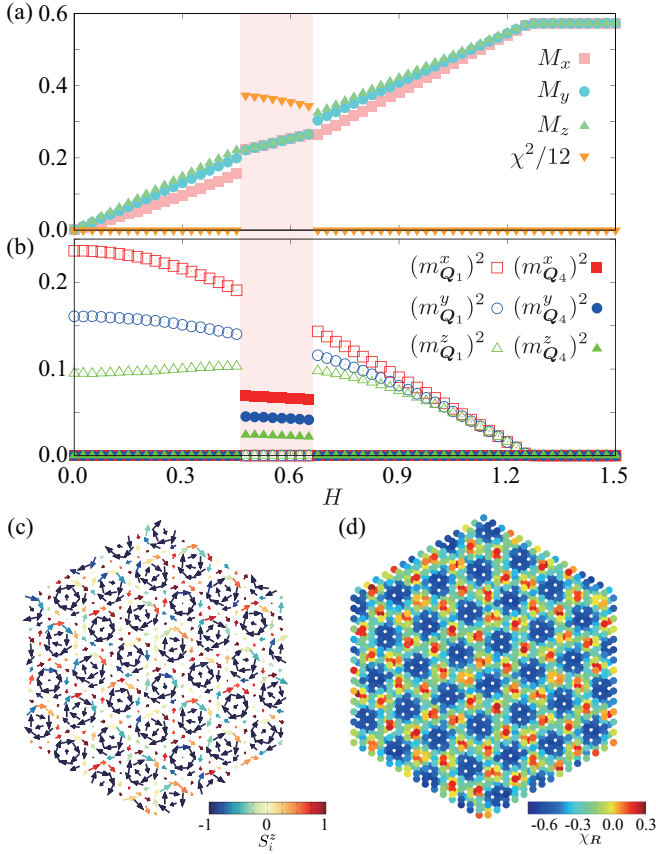 (a)
0.6
0.4
0.2
0.0
M_x
M_y
M_z
χ²/12
(b)
0.2
0.1
0.0
(m^x_{Q_1})² (m^x_{Q_4})²
(m^y_{Q_1})² (m^y_{Q_4})²
(m^z_{Q_1})² (m^z_{Q_4})²
0.0 0.3 0.6 0.9 1.2 1.5
H
(c) (d)
-1 0 1
S^z_i
-0.6 -0.3 0.0 0.3
χ_R